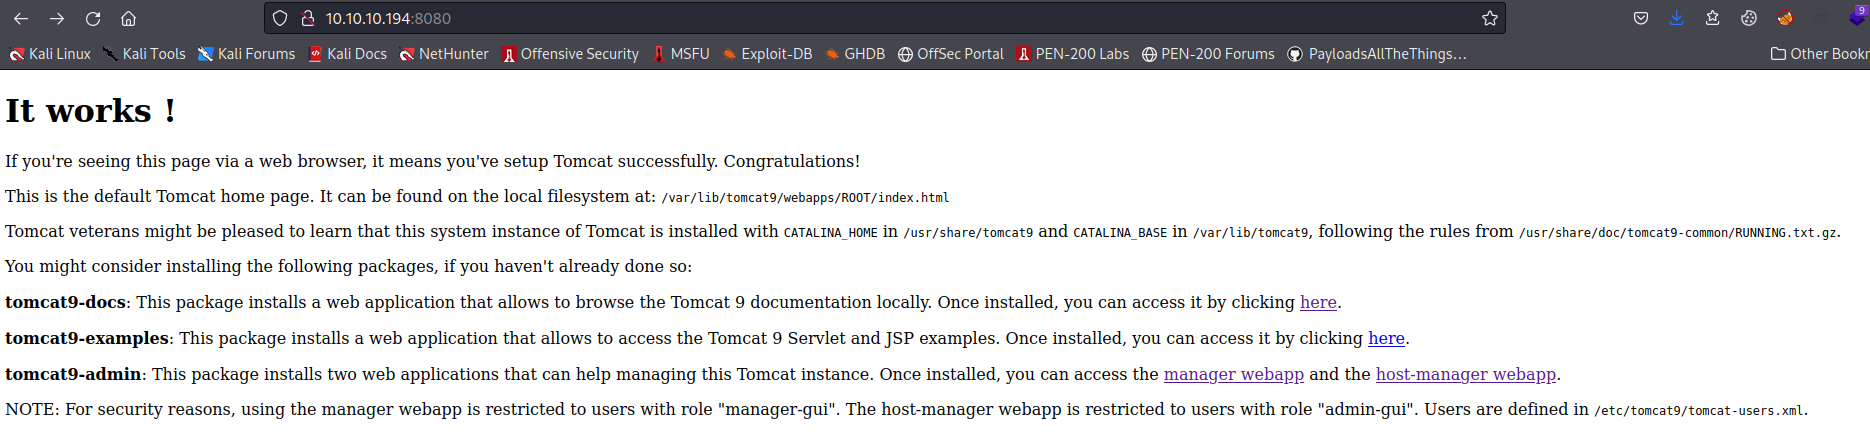 10.10.10.194:8080
9
Kali Linux Kali Tools Kali Forums Kali Docs NetHunter Offensive Security MSFU Exploit-DB GHDB OffSec Portal PEN-200 Labs PEN-200 Forums PayloadsAllTheThings... Other Bookr
It works !
If you're seeing this page via a web browser, it means you've setup Tomcat successfully. Congratulations!
This is the default Tomcat home page. It can be found on the local filesystem at: /var/lib/tomcat9/webapps/ROOT/index.html
Tomcat veterans might be pleased to learn that this system instance of Tomcat is installed with CATALINA_HOME in /usr/share/tomcat9 and CATALINA_BASE in /var/lib/tomcat9, following the rules from /usr/share/doc/tomcat9-common/RUNNING.txt.gz.
You might consider installing the following packages, if you haven't already done so:
tomcat9-docs: This package installs a web application that allows to browse the Tomcat 9 documentation locally. Once installed, you can access it by clicking here.
tomcat9-examples: This package installs a web application that allows to access the Tomcat 9 Servlet and JSP examples. Once installed, you can access it by clicking here.
tomcat9-admin: This package installs two web applications that can help managing this Tomcat instance. Once installed, you can access the manager webapp and the host-manager webapp.
NOTE: For security reasons, using the manager webapp is restricted to users with role "manager-gui". The host-manager webapp is restricted to users with role "admin-gui". Users are defined in /etc/tomcat9/tomcat-users.xml.